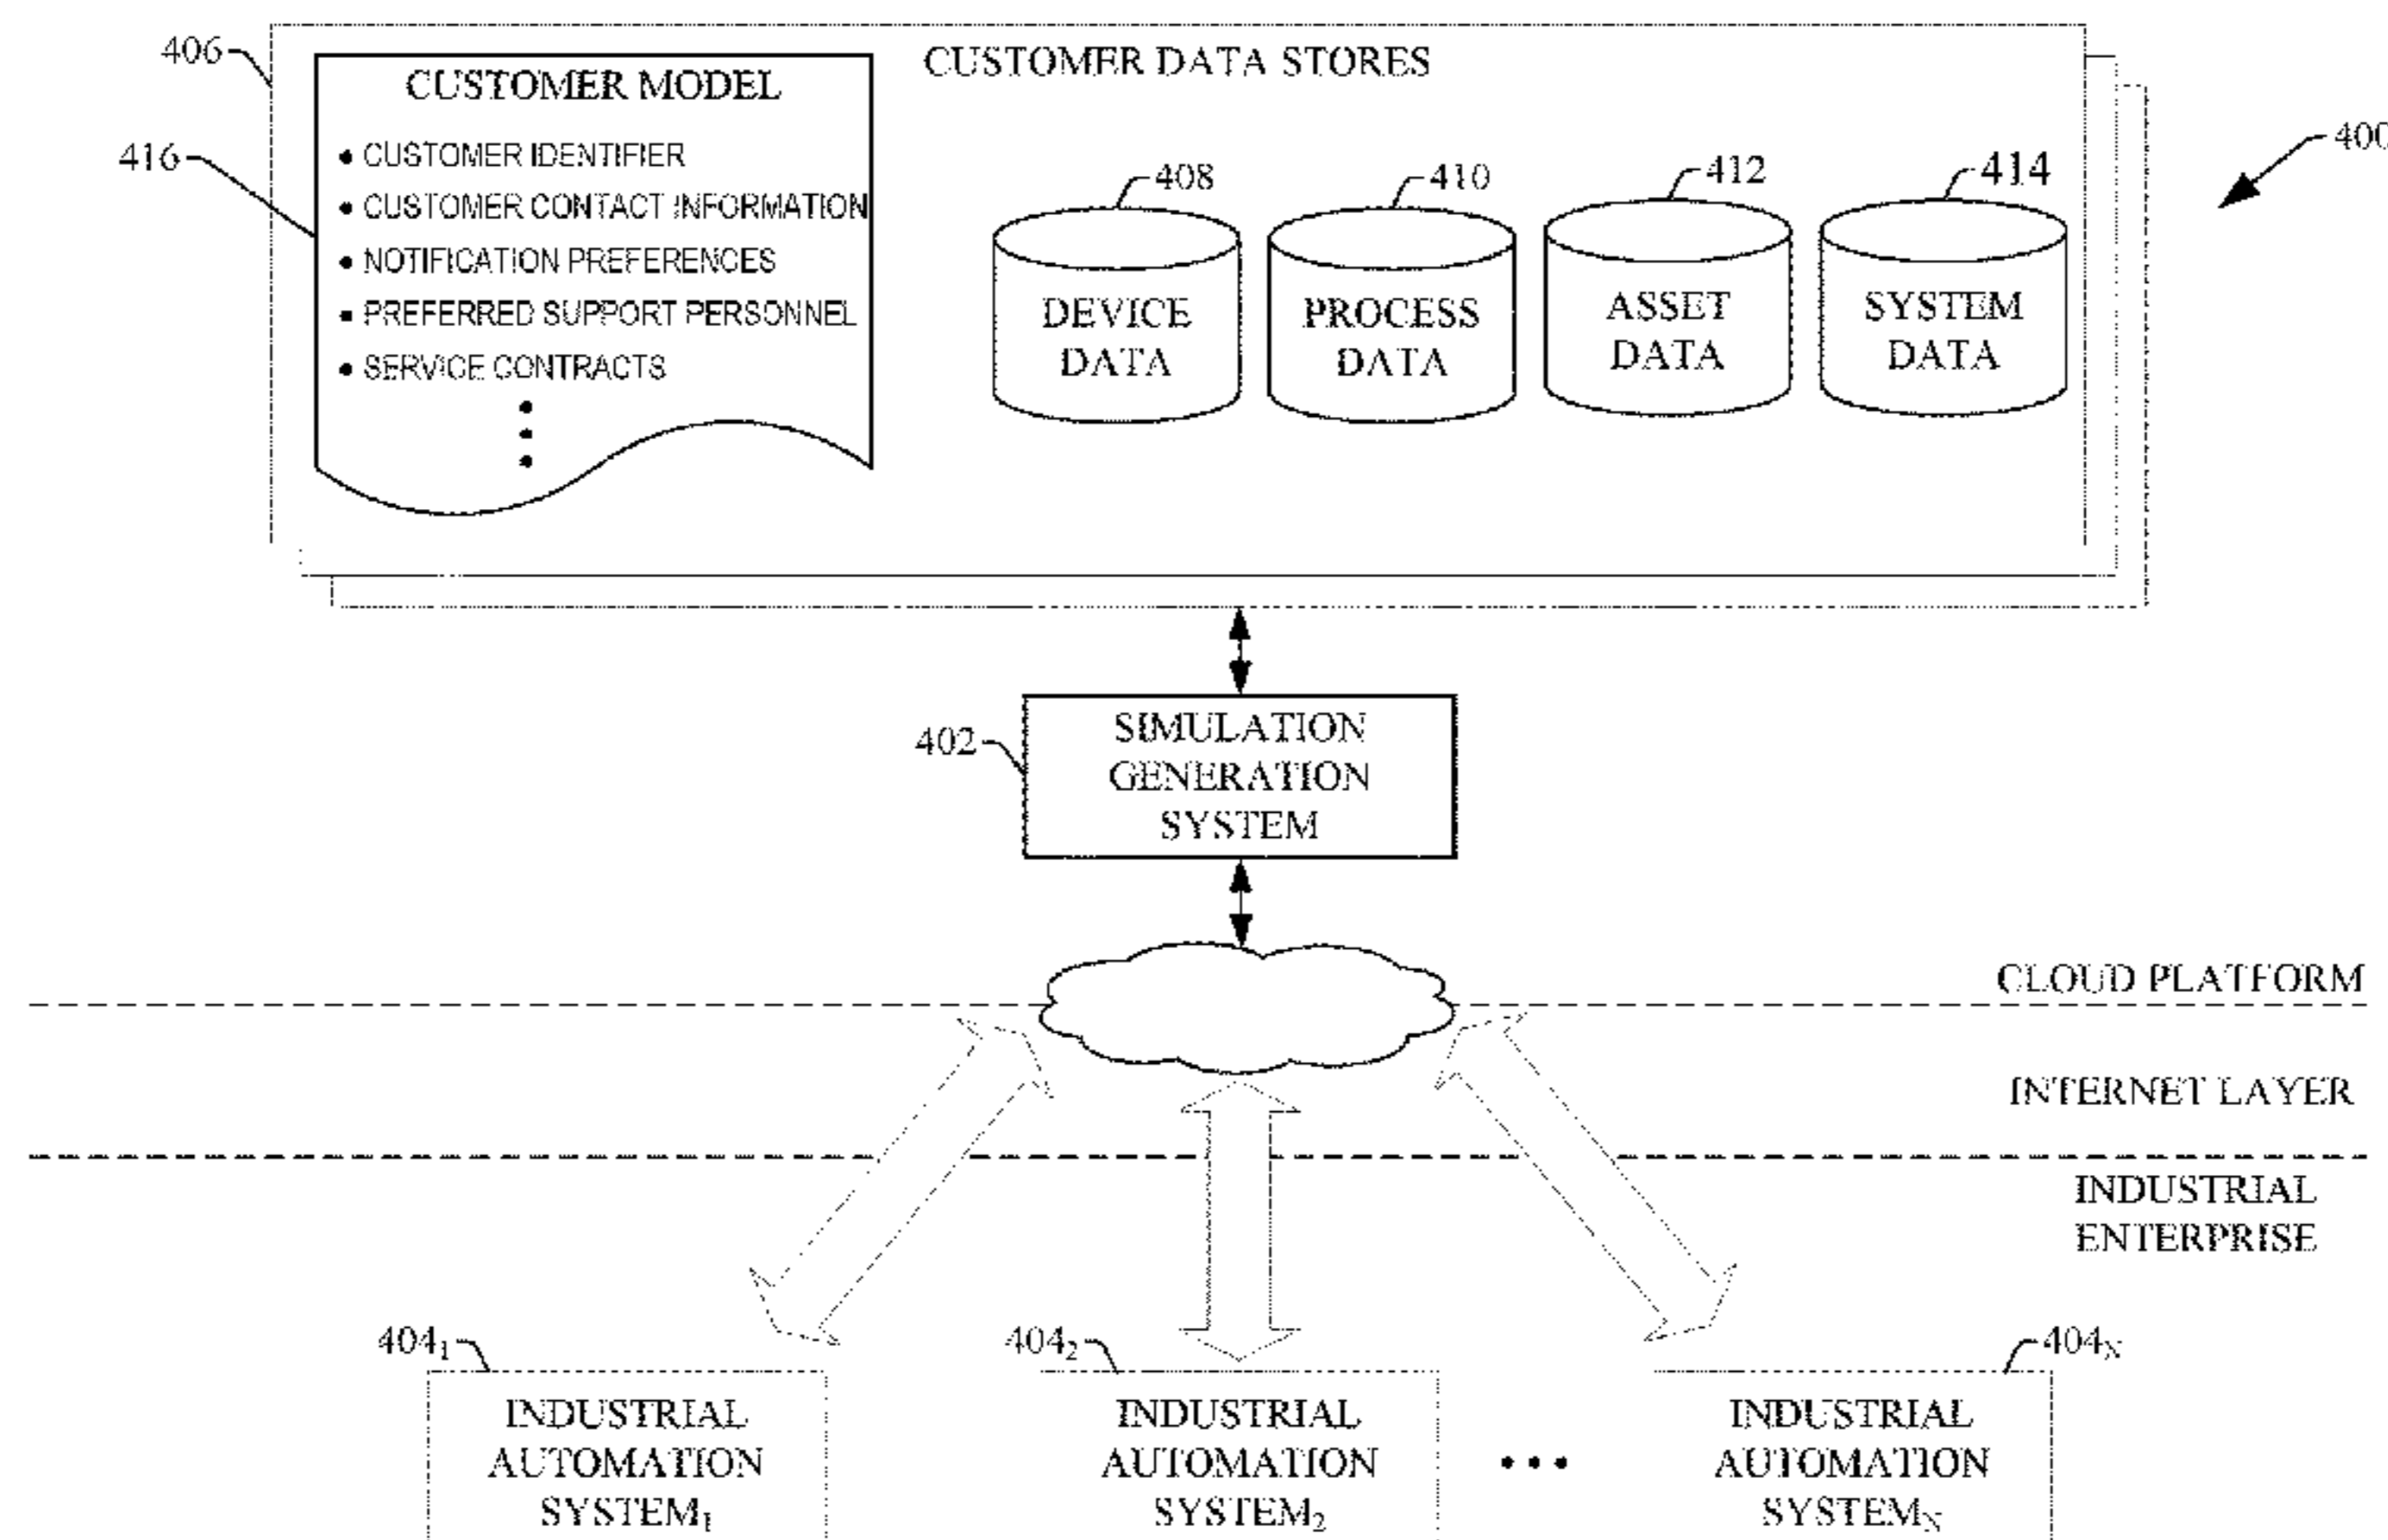 406
CUSTOMER DATA STORES
CUSTOMER MODEL
416
• CUSTOMER IDENTIFIER
• CUSTOMER CONTACT INFORMATION
• NOTIFICATION PREFERENCES
• PREFERRED SUPPORT PERSONNEL
• SERVICE CONTRACTS
400
408
410
412
414
DEVICE
DATA
PROCESS
DATA
ASSET
DATA
SYSTEM
DATA
402
SIMULATION
GENERATION
SYSTEM
CLOUD PLATFORM
INTERNET LAYER
INDUSTRIAL
ENTERPRISE
404₁
INDUSTRIAL
AUTOMATION
SYSTEM₁
404₂
INDUSTRIAL
AUTOMATION
SYSTEM₂
• • •
404N
INDUSTRIAL
AUTOMATION
SYSTEMN